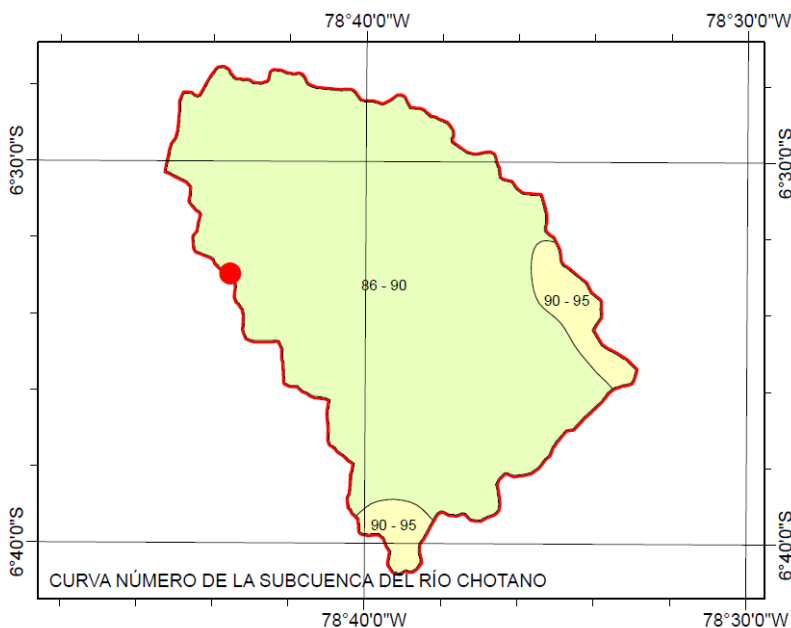 78°40'0"W 78°30'0"W
6°30'0"S 6°30'0"S
86 - 90
90 - 95
90 - 95
6°40'0"S 6°40'0"S
CURVA NÚMERO DE LA SUBCUENCA DEL RÍO CHOTANO
78°40'0"W 78°30'0"W